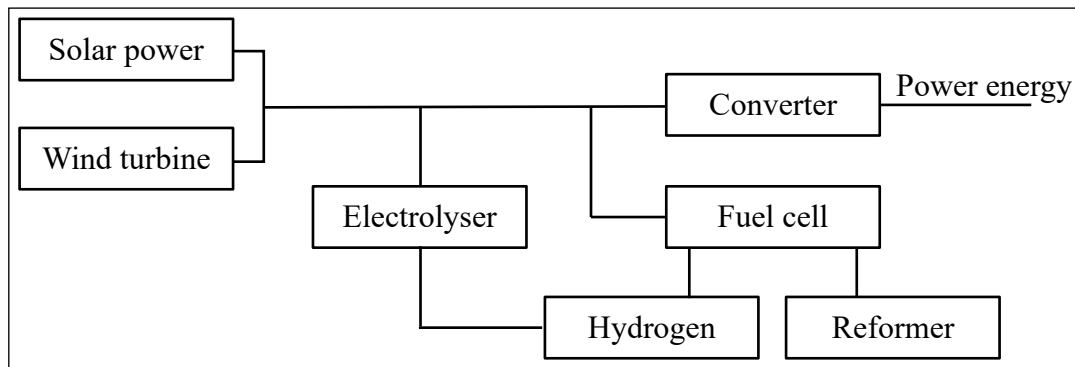 Solar power
Wind turbine
Converter
Power energy
Electrolyser
Fuel cell
Hydrogen
Reformer